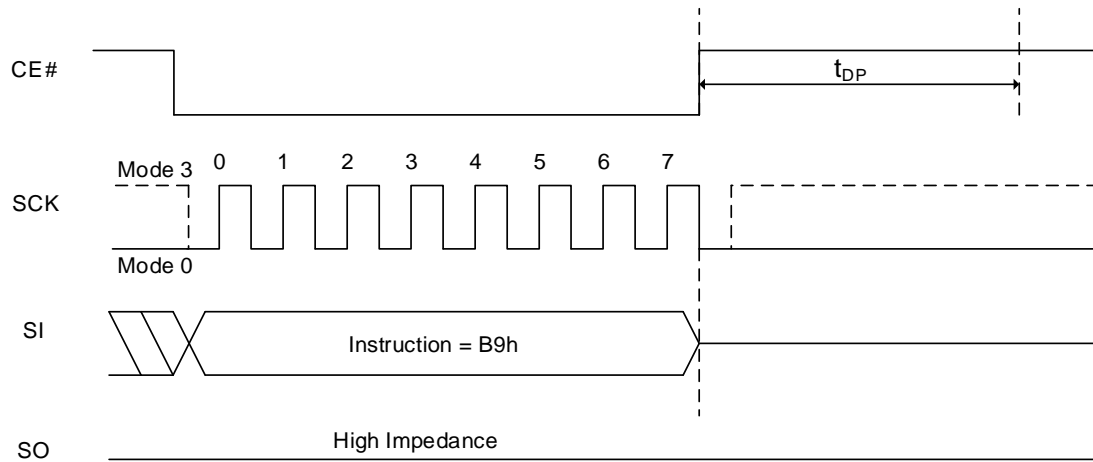 CE#
tDP
Mode 3
0 1 2 3 4 5 6 7
SCK
Mode 0
SI
Instruction = B9h
High Impedance
SO